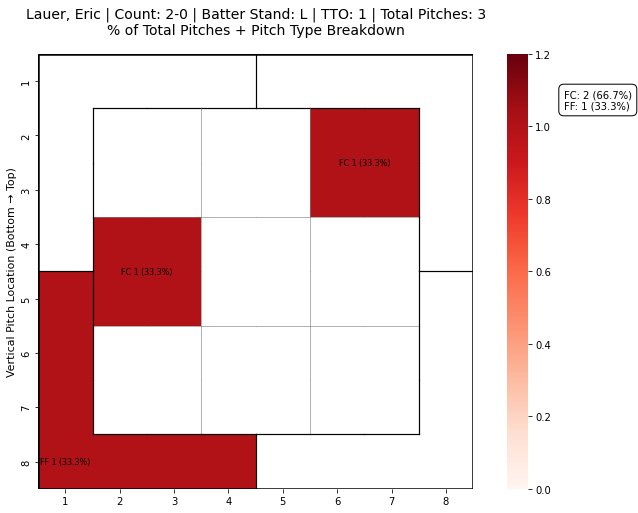 Lauer, Eric | Count: 2-0 | Batter Stand: L | TTO: 1 | Total Pitches: 3
% of Total Pitches + Pitch Type Breakdown
Vertical Pitch Location (Bottom → Top)
1
2
3
4
5
6
7
8
FC 1 (33.3%)
FC 1 (33.3%)
FF 1 (33.3%)
1
2
3
4
5
6
7
8
1.2
1.0
0.8
0.6
0.4
0.2
0.0
FC: 2 (66.7%)
FF: 1 (33.3%)